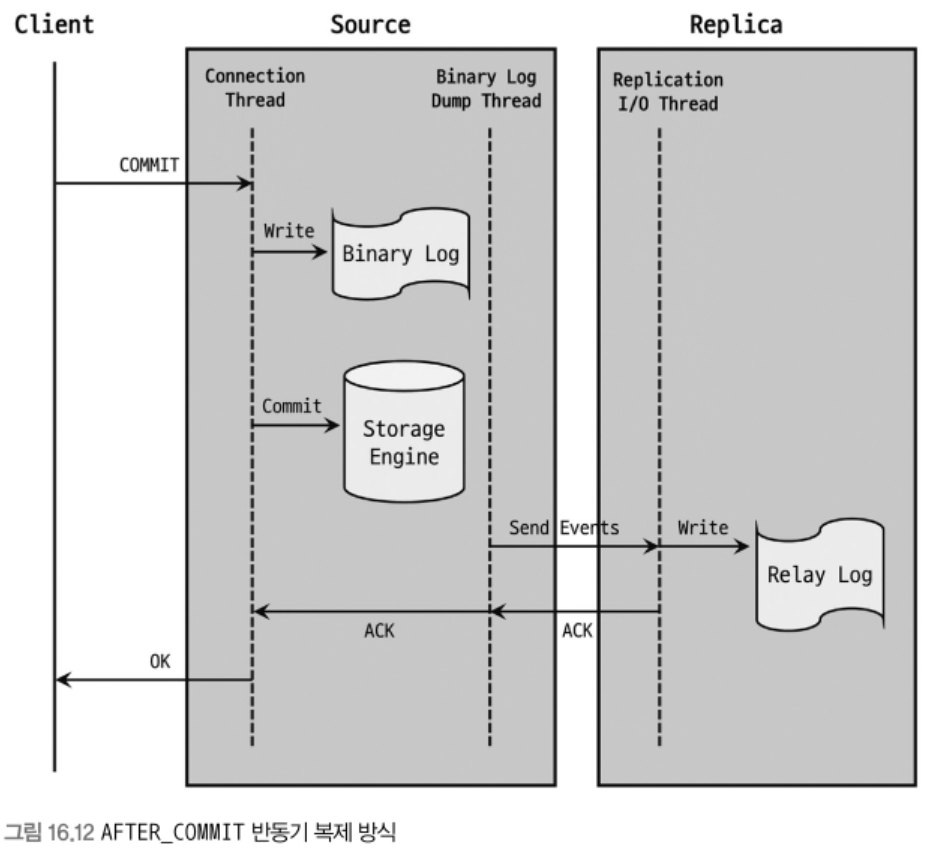 Client
Source
Replica
Connection
Thread
Binary Log
Dump Thread
Replication
I/O Thread
COMMIT
Write
Binary Log
Commit
Storage
Engine
Send Events
Write
Relay Log
ACK
ACK
OK
그림 16.12 AFTER_COMMIT 반동기 복제 방식